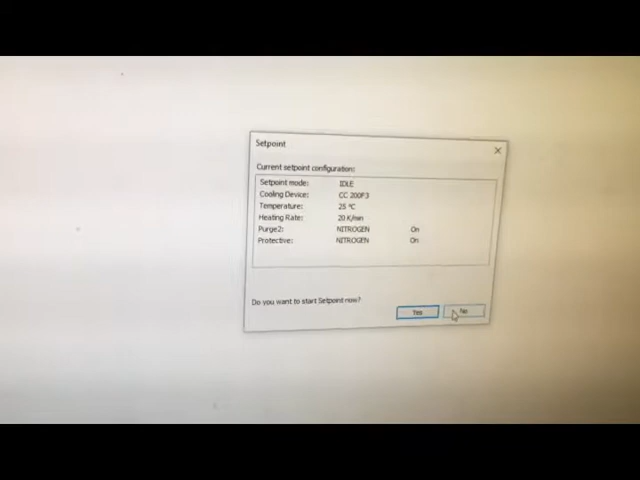 Setpoint
Current setpoint configuration:
Setpoint mode: IDLE
Cooling Device: CC 200F3
Temperature: 25 °C
Heating Rate: 20 K/min
Purge2: NITROGEN On
Protective: NITROGEN On
Do you want to start Setpoint now?
Yes No